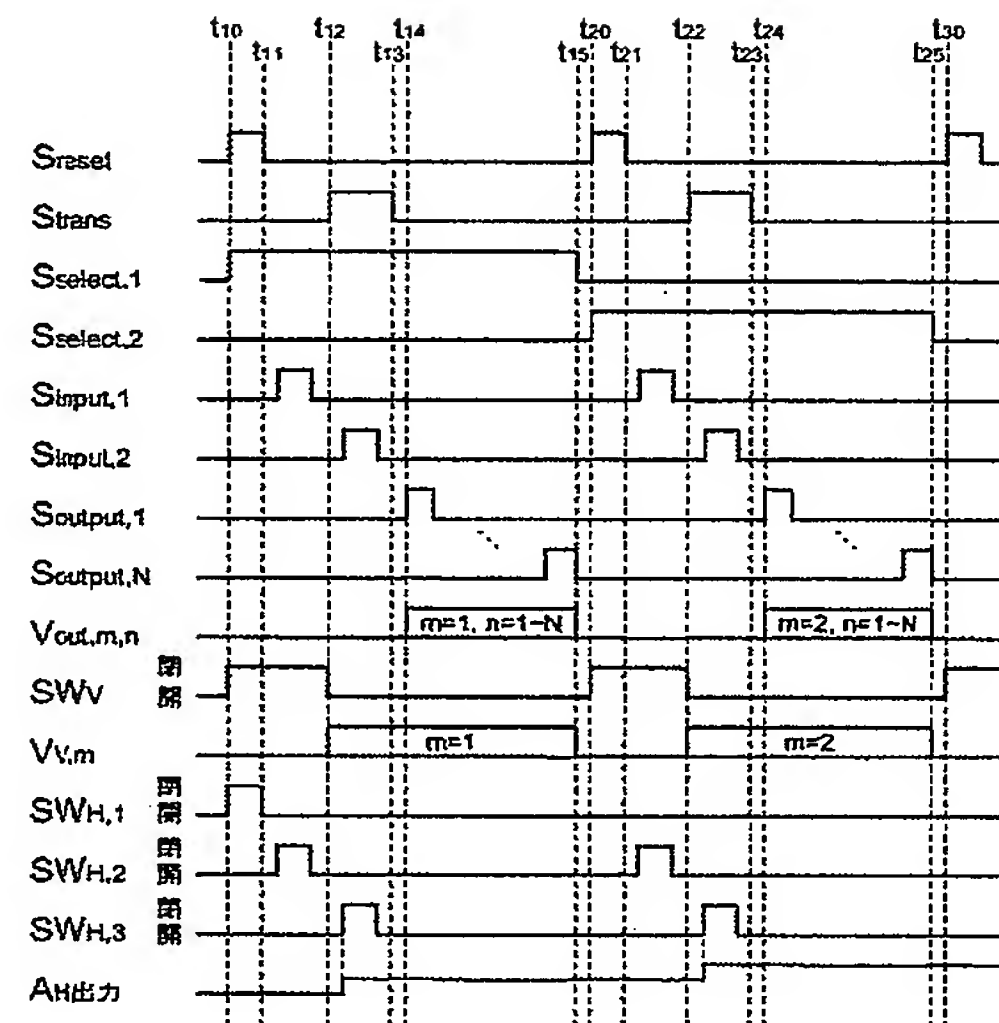 t10 t12 t14 t20 t22 t24 t30
t11 t13 t15 t21 t23 t25
Sreset
Strans
Sselect,1
Sselect,2
Sinput,1
Sinput,2
Soutput,1
Soutput,N
Vout,m,n m=1, n=1~N m=2, n=1~N
閉
SWV 開
VV,m m=1 m=2
閉
SWH,1 開
閉
SWH,2 開
閉
SWH,3 開
AH出力